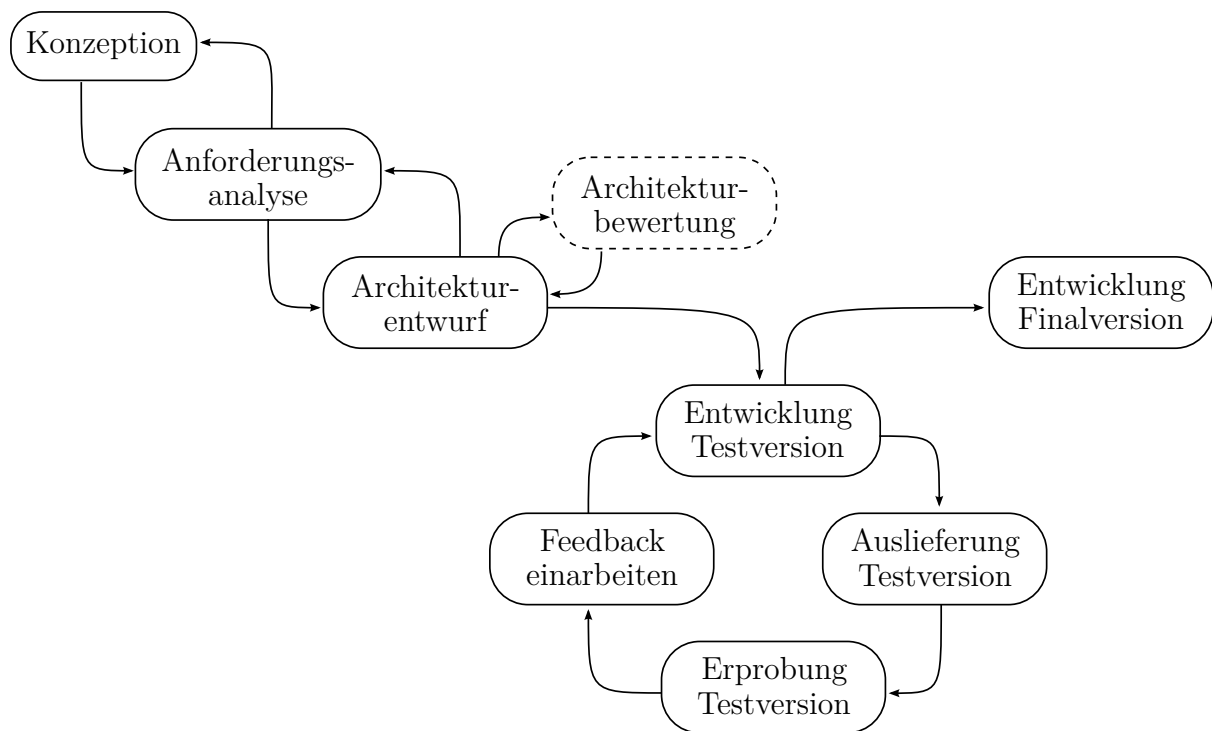 Konzeption
Anforderungs-
analyse
Architektur-
bewertung
Architektur-
entwurf
Entwicklung
Finalversion
Entwicklung
Testversion
Feedback
einarbeiten
Auslieferung
Testversion
Erprobung
Testversion